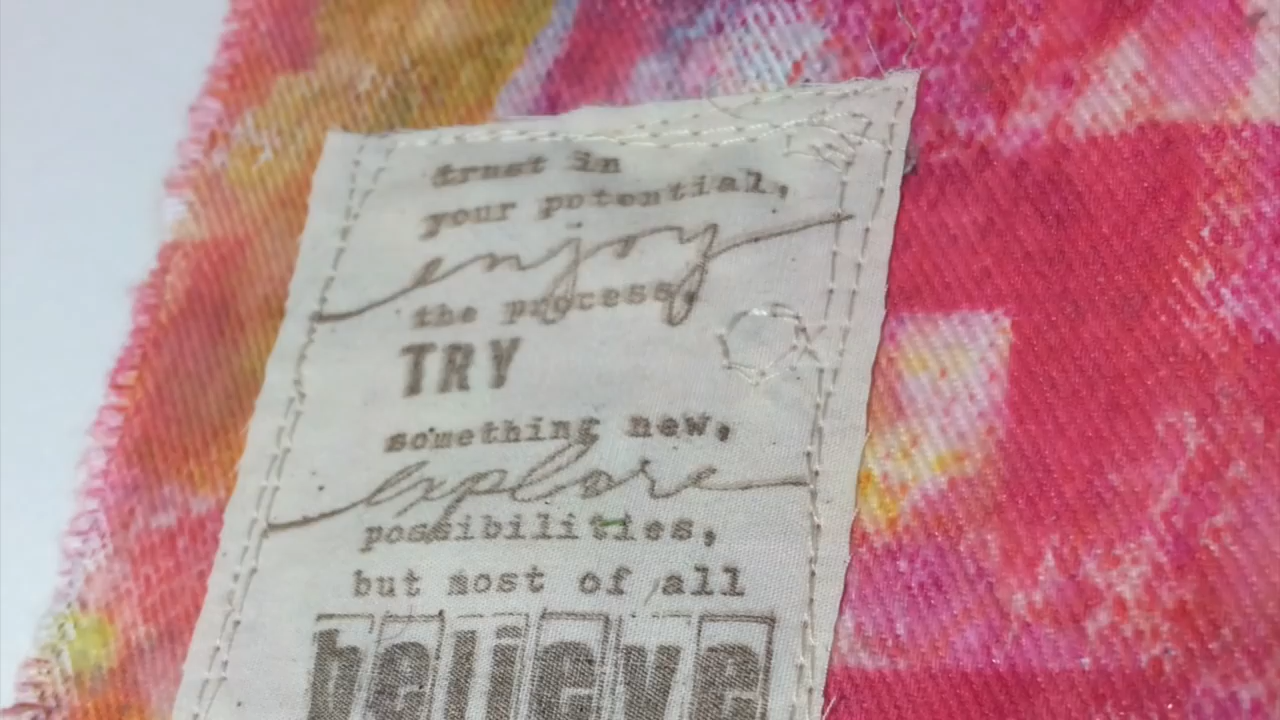 trust in
your potential,
enjoy
the process,
TRY
something new,
explore
possibilities,
but most of all
believe